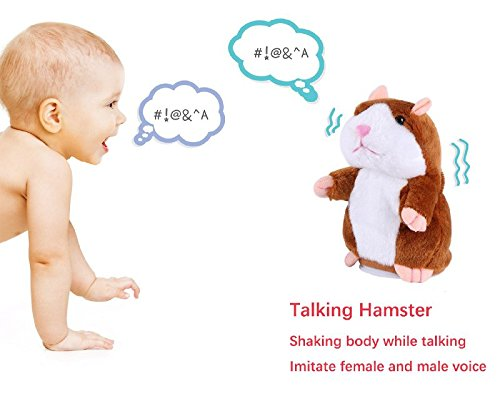 #!@&^A
#!@&^A
Talking Hamster
Shaking body while talking
Imitate female and male voice